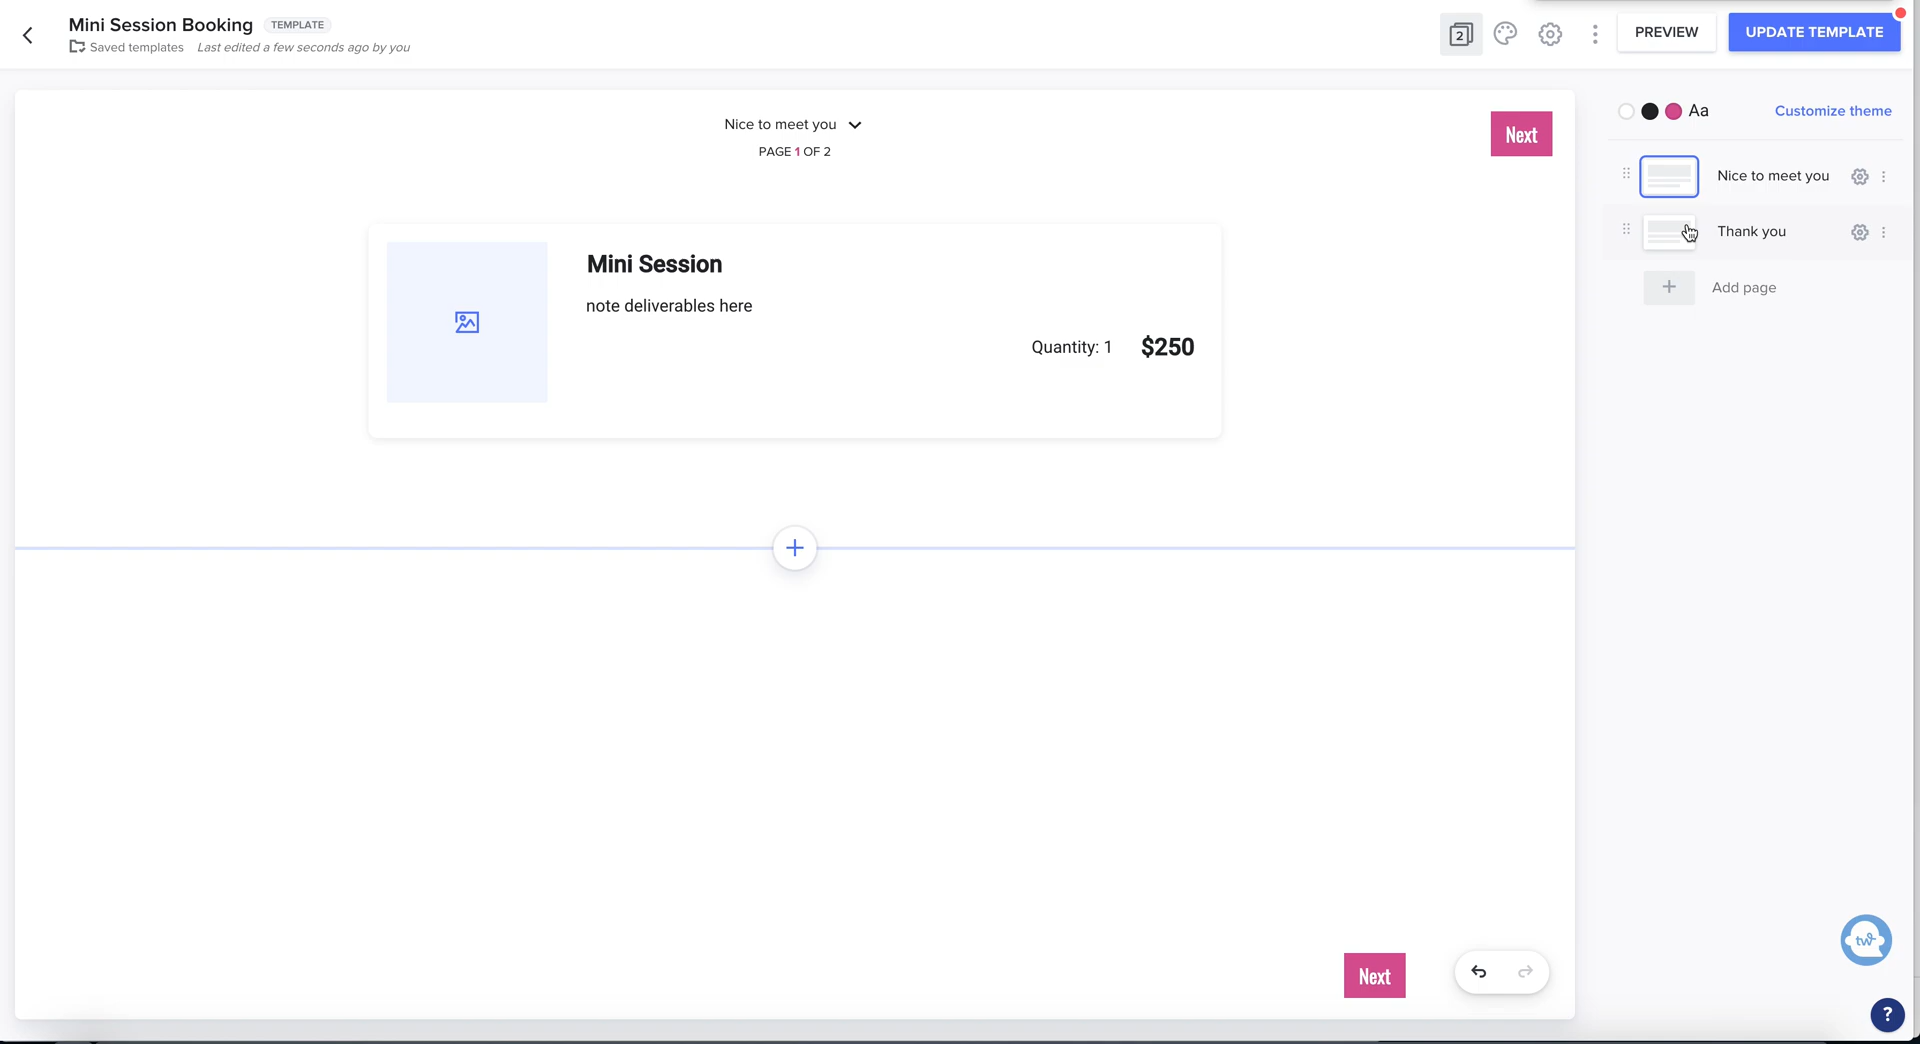 Mini Session Booking TEMPLATE
Saved templates Last edited a few seconds ago by you
2
PREVIEW
UPDATE TEMPLATE
Nice to meet you
PAGE 1 OF 2
Next
Aa
Customize theme
Nice to meet you
Thank you
Add page
Mini Session
note deliverables here
Quantity: 1 $250
Next
tw
?